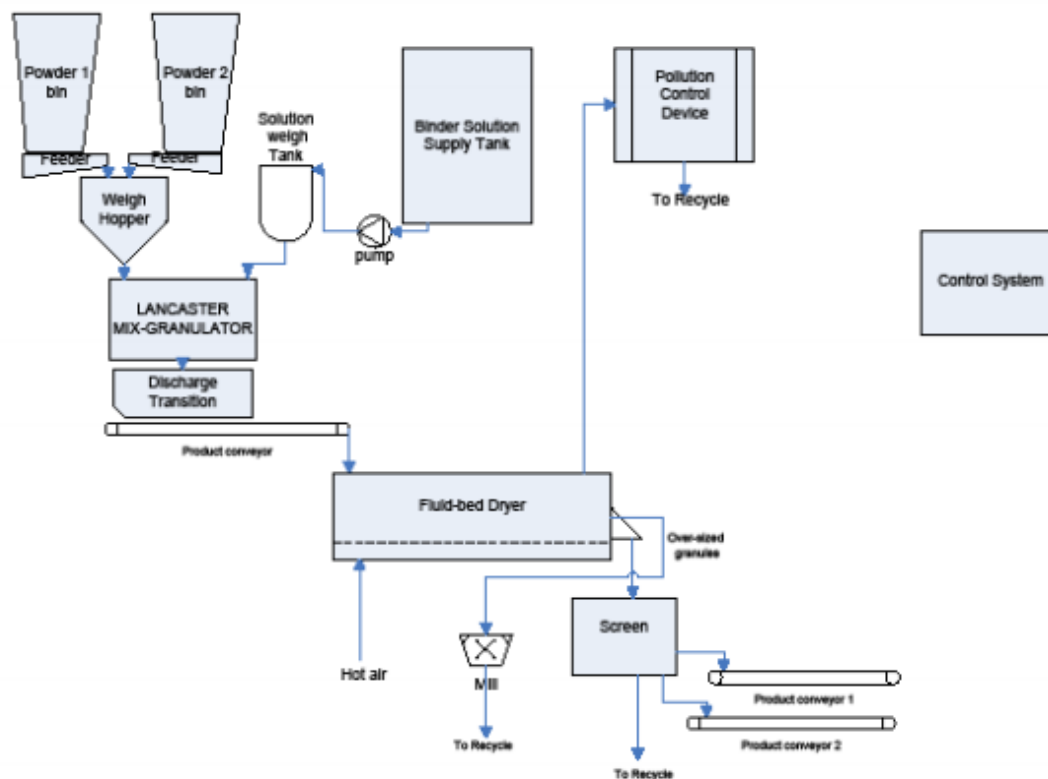 Powder 1
bin
Powder 2
bin
Feeder
Feeder
Weigh
Hopper
Solution
weigh
Tank
Binder Solution
Supply Tank
pump
Pollution
Control
Device
To Recycle
Control System
LANCASTER
MIX-GRANULATOR
Discharge
Transition
Product conveyor
Fluid-bed Dryer
Over-sized
granules
Hot air
Mill
To Recycle
Screen
Product conveyor 1
Product conveyor 2
To Recycle